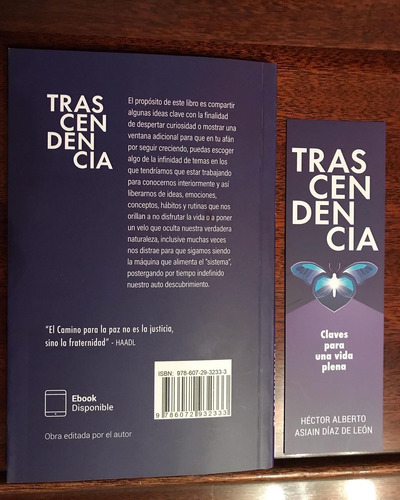 TRAS
CEN
DEN
CIA
El propósito de este libro es compartir
algunas ideas clave con la finalidad
de despertar curiosidad o mostrar una
ventana adicional para que en tu afán
por seguir creciendo, puedas escoger
algo de la infinidad de temas en los
que tendríamos que estar trabajando
para conocernos interiormente y así
liberarnos de ideas, emociones,
conceptos, hábitos y rutinas que nos
orillan a no disfrutar la vida o a poner
un velo que oculta nuestra verdadera
naturaleza, inclusive muchas veces
nos distrae para que sigamos siendo
la máquina que alimenta el "sistema",
postergando por tiempo indefinido
nuestro auto descubrimiento.
"El Camino para la paz no es la justicia,
sino la fraternidad" - HAADL
ISBN: 978-607-29-3233-3
9 786072 932333
Ebook
Disponible
Obra editada por el autor
TRAS
CEN
DEN
CIA
Claves
para
una vida
plena
HÉCTOR ALBERTO
ASIAIN DÍAZ DE LEÓN